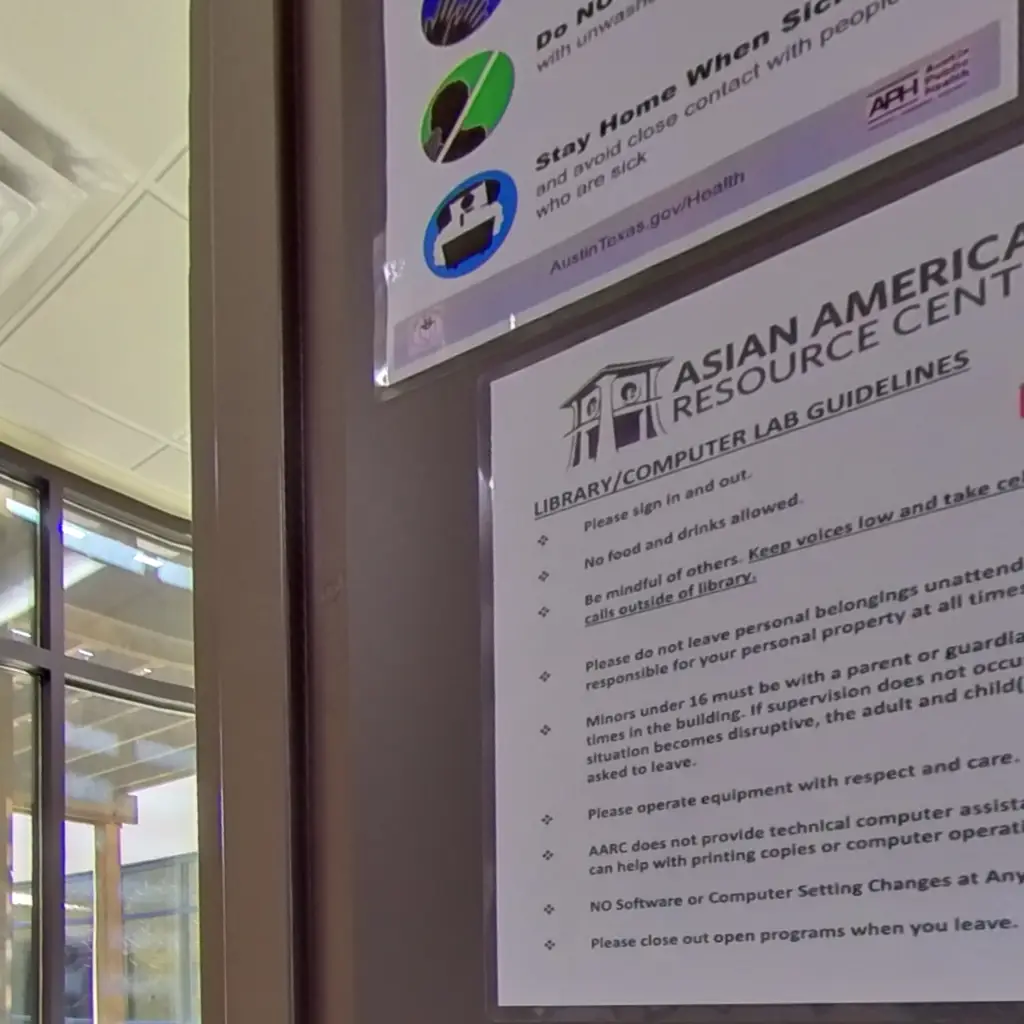 Do NO
with unwash
Stay Home When Sic
and avoid close contact with people
who are sick
APH Austin
Public
Health
AustinTexas.gov/Health
ASIAN AMERICA
RESOURCE CENT
LIBRARY/COMPUTER LAB GUIDELINES
❖ Please sign in and out.
❖ No food and drinks allowed.
❖ Be mindful of others. Keep voices low and take cel
calls outside of library.
❖ Please do not leave personal belongings unattend
responsible for your personal property at all times
❖ Minors under 16 must be with a parent or guardia
times in the building. If supervision does not occu
situation becomes disruptive, the adult and child(
asked to leave.
❖ Please operate equipment with respect and care.
❖ AARC does not provide technical computer assista
can help with printing copies or computer operati
❖ NO Software or Computer Setting Changes at Any
❖ Please close out open programs when you leave.